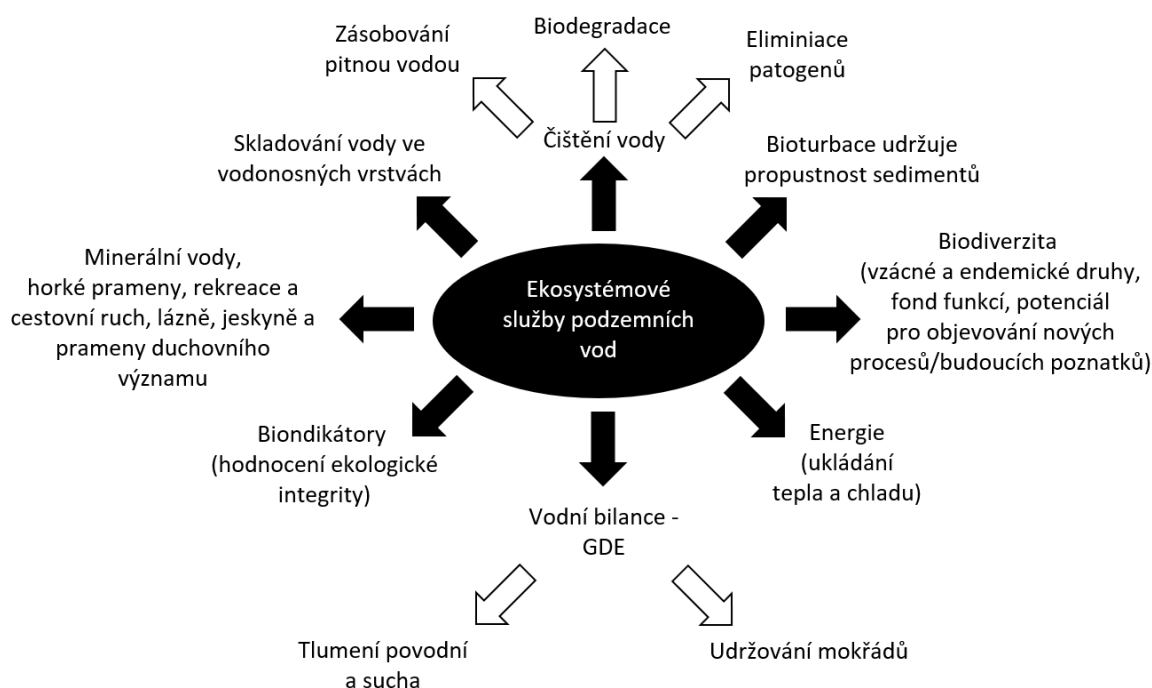 Zásobování
pitnou vodou
Biodegradace
Eliminiace
patogenů
Čištění vody
Skladování vody ve
vodonosných vrstvách
Bioturbace udržuje
propustnost sedimentů
Minerální vody,
horké prameny, rekreace a
cestovní ruch, lázně, jeskyně a
prameny duchovního
významu
Ekosystémové
služby podzemních
vod
Biodiverzita
(vzácné a endemické druhy,
fond funkcí, potenciál
pro objevování nových
procesů/budoucích poznatků)
Biondikátory
(hodnocení ekologické
integrity)
Energie
(ukládání
tepla a chladu)
Vodní bilance -
GDE
Tlumení povodní
a sucha
Udržování mokřádů